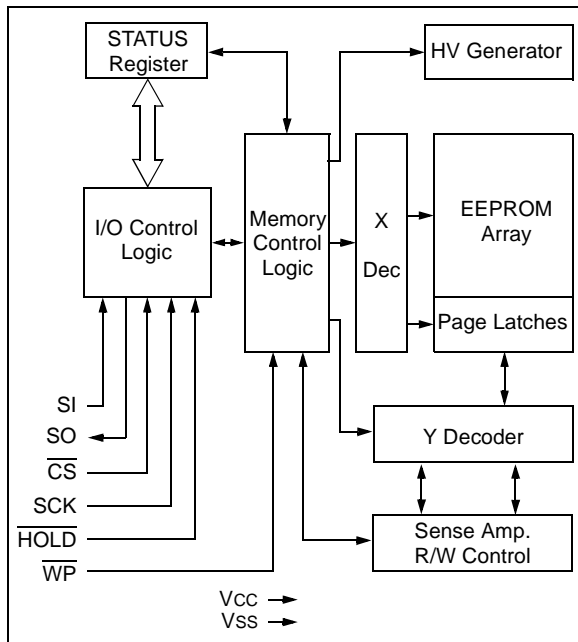 STATUS
Register
HV Generator
I/O Control
Logic
Memory
Control
Logic
X
Dec
EEPROM
Array
Page Latches
SI
SO
CS
SCK
HOLD
WP
Y Decoder
Sense Amp.
R/W Control
VCC
VSS